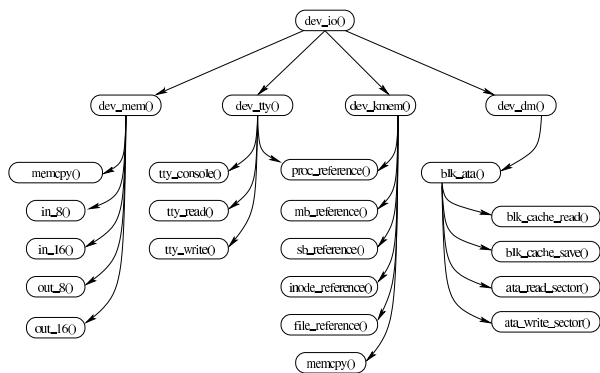 dev_io()
dev_mem()
dev_tty()
dev_kmem()
dev_dm()
memcpy()
tty_console()
proc_reference()
blk_ata()
in_8()
tty_read()
mb_reference()
blk_cache_read()
in_16()
tty_write()
sb_reference()
blk_cache_save()
out_8()
inode_reference()
ata_read_sector()
out_16()
file_reference()
ata_write_sector()
memcpy()